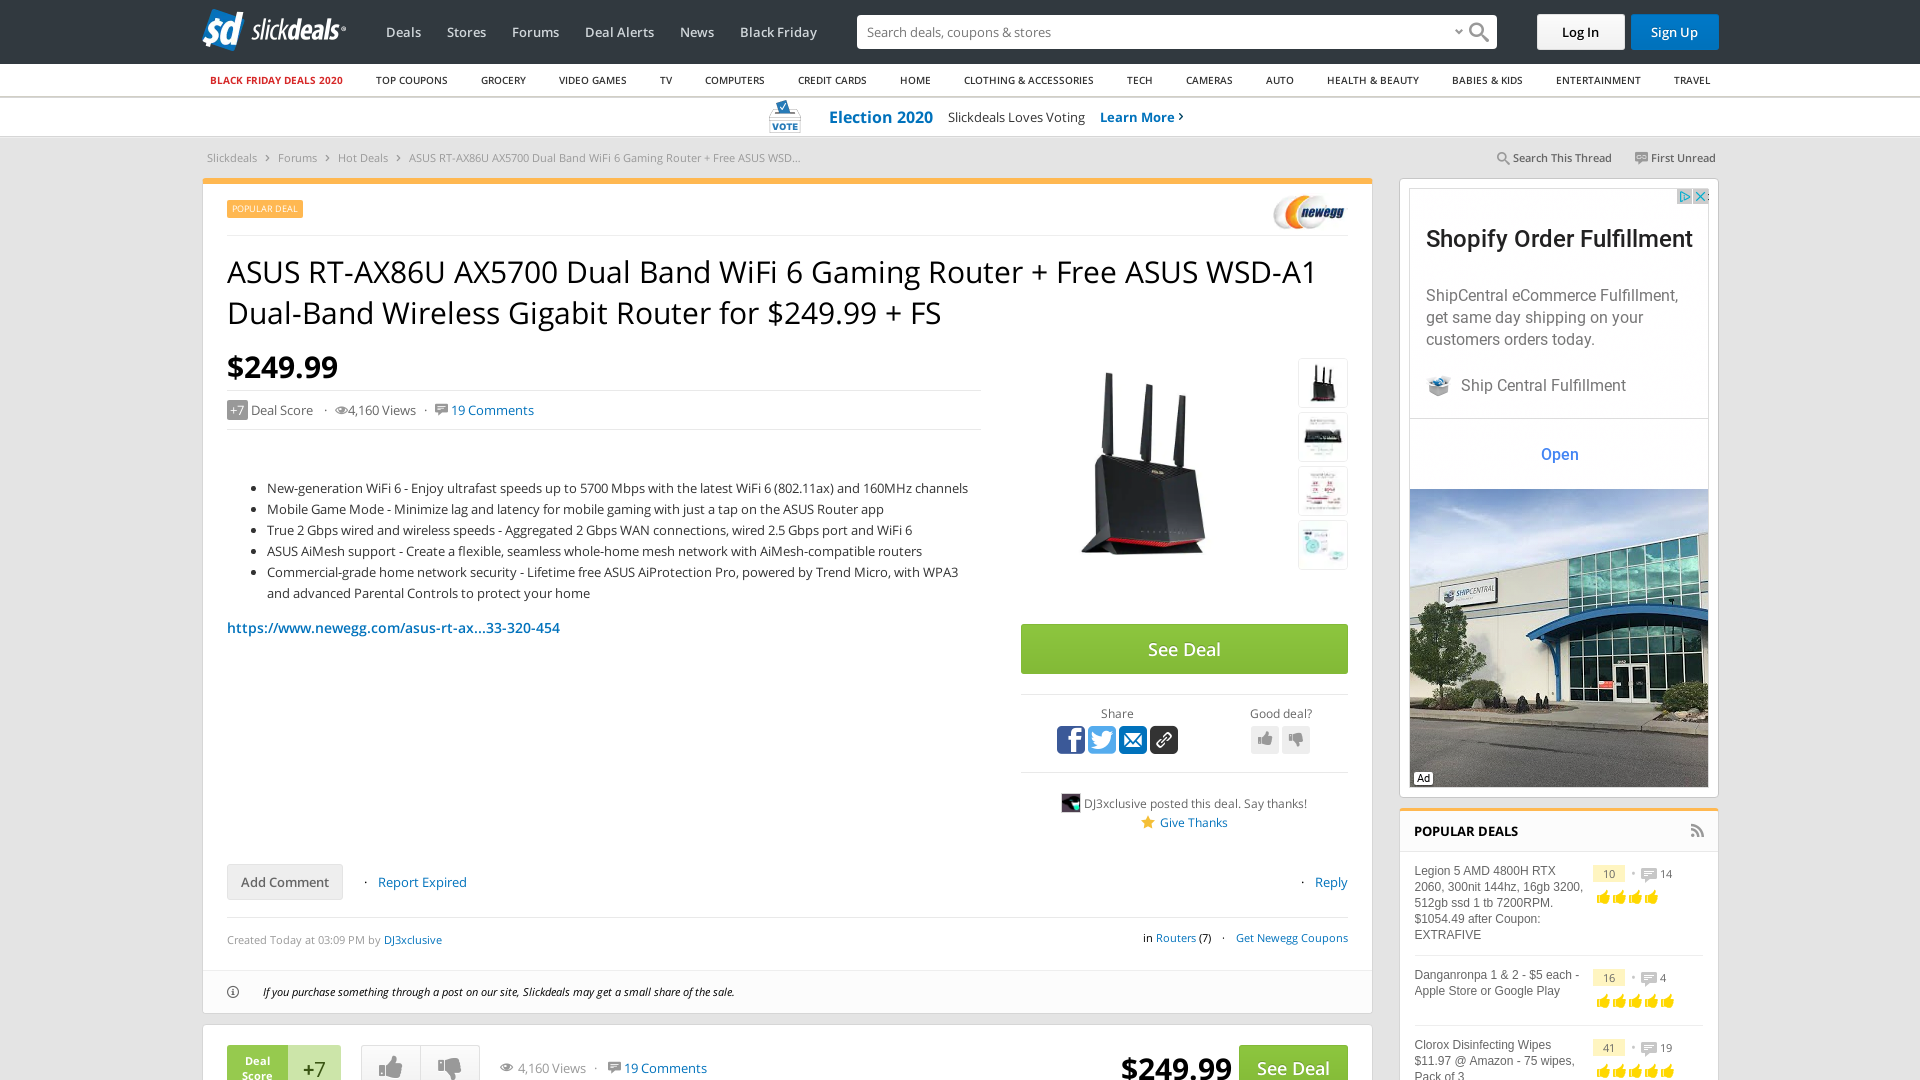 sd slickdeals
Deals Stores Forums Deal Alerts News Black Friday
Search deals, coupons & stores
Log In
Sign Up
BLACK FRIDAY DEALS 2020 TOP COUPONS GROCERY VIDEO GAMES TV COMPUTERS CREDIT CARDS HOME CLOTHING & ACCESSORIES TECH CAMERAS AUTO HEALTH & BEAUTY BABIES & KIDS ENTERTAINMENT TRAVEL
VOTE Election 2020 Slickdeals Loves Voting Learn More
Slickdeals Forums Hot Deals ASUS RT-AX86U AX5700 Dual Band WiFi 6 Gaming Router + Free ASUS WSD...
Search This Thread First Unread
POPULAR DEAL
newegg
ASUS RT-AX86U AX5700 Dual Band WiFi 6 Gaming Router + Free ASUS WSD-A1
Dual-Band Wireless Gigabit Router for $249.99 + FS
$249.99
+7 Deal Score · 4,160 Views · 19 Comments
• New-generation WiFi 6 - Enjoy ultrafast speeds up to 5700 Mbps with the latest WiFi 6 (802.11ax) and 160MHz channels
• Mobile Game Mode - Minimize lag and latency for mobile gaming with just a tap on the ASUS Router app
• True 2 Gbps wired and wireless speeds - Aggregated 2 Gbps WAN connections, wired 2.5 Gbps port and WiFi 6
• ASUS AiMesh support - Create a flexible, seamless whole-home mesh network with AiMesh-compatible routers
• Commercial-grade home network security - Lifetime free ASUS AiProtection Pro, powered by Trend Micro, with WPA3
and advanced Parental Controls to protect your home
https://www.newegg.com/asus-rt-ax...33-320-454
See Deal
Share
Good deal?
DJ3xclusive posted this deal. Say thanks!
Give Thanks
Add Comment · Report Expired
· Reply
Created Today at 03:09 PM by DJ3xclusive
in Routers (7) · Get Newegg Coupons
If you purchase something through a post on our site, Slickdeals may get a small share of the sale.
Deal
Score
+7
4,160 Views · 19 Comments
$249.99
See Deal
Shopify Order Fulfillment
ShipCentral eCommerce Fulfillment,
get same day shipping on your
customers orders today.
Ship Central Fulfillment
Open
SHIPCENTRAL
Ad
POPULAR DEALS
Legion 5 AMD 4800H RTX
2060, 300nit 144hz, 16gb 3200,
512gb ssd 1 tb 7200RPM.
$1054.49 after Coupon:
EXTRAFIVE
10 • 14
Danganronpa 1 & 2 - $5 each -
Apple Store or Google Play
16 • 4
Clorox Disinfecting Wipes
$11.97 @ Amazon - 75 wipes,
Pack of 3
41 • 19